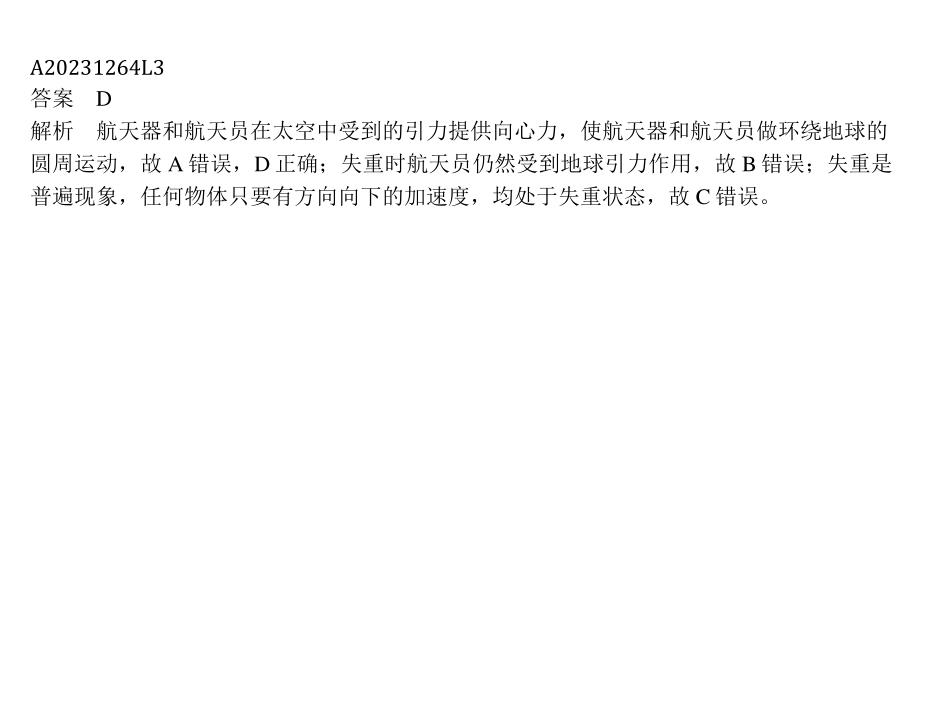 A20231264L3
答案　D
解析　航天器和航天员在太空中受到的引力提供向心力，使航天器和航天员做环绕地球的
圆周运动，故 A 错误，D 正确；失重时航天员仍然受到地球引力作用，故 B 错误；失重是
普遍现象，任何物体只要有方向向下的加速度，均处于失重状态，故 C 错误。